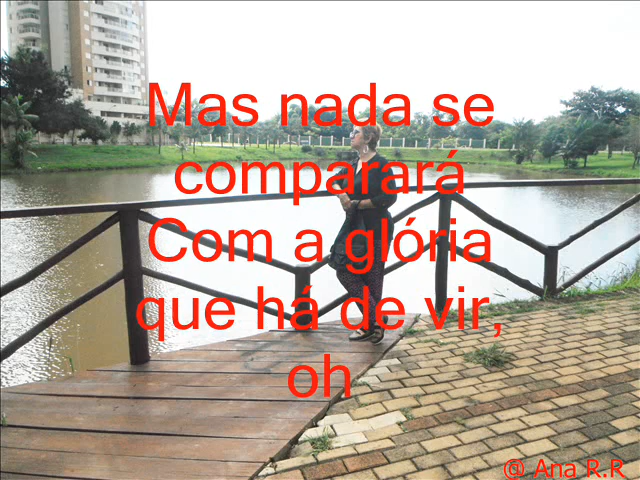 Mas nada se
comparará
Com a glória
que há de vir,
oh
@ Ana R.R